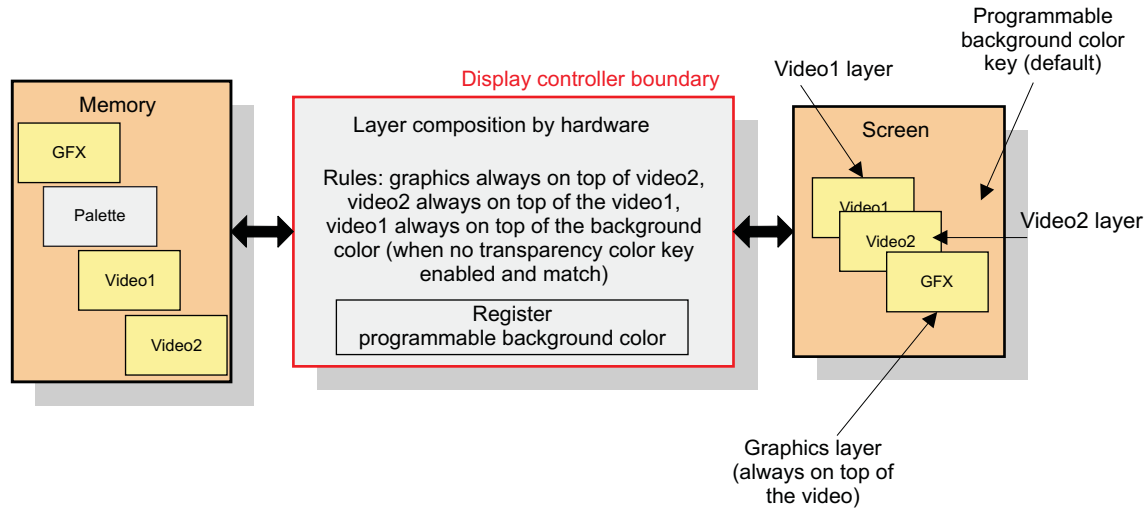 Programmable
background color
key (default)
Display controller boundary
Video1 layer
Memory
GFX
Palette
Video1
Video2
Layer composition by hardware
Rules: graphics always on top of video2,
video2 always on top of the video1,
video1 always on top of the background
color (when no transparency color key
enabled and match)
Register
programmable background color
Screen
Video1
Video2
GFX
Video2 layer
Graphics layer
(always on top of
the video)